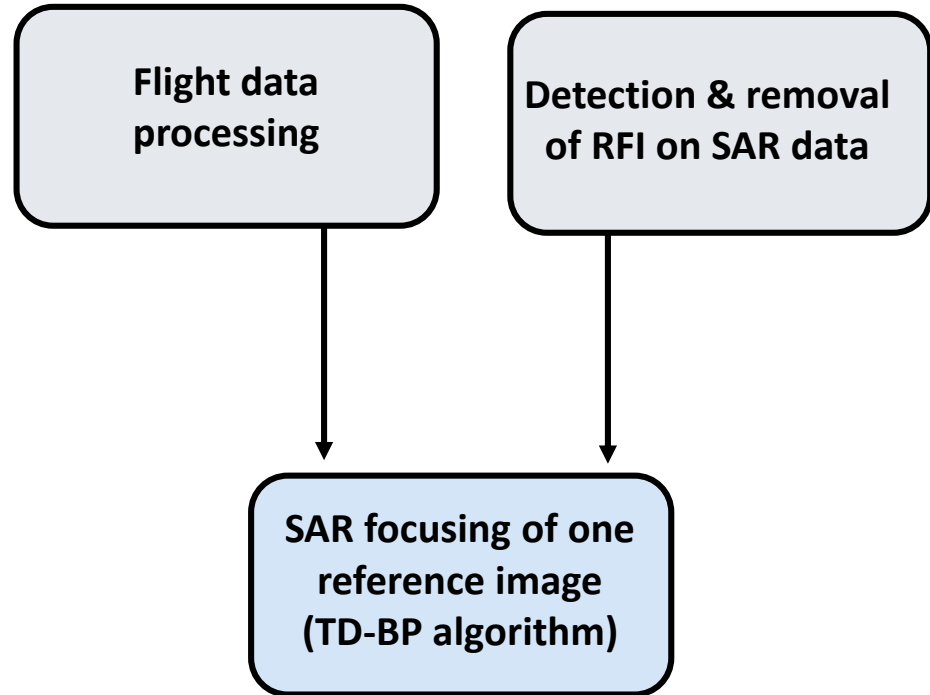 Flight data
processing
Detection & removal
of RFI on SAR data
SAR focusing of one
reference image
(TD-BP algorithm)